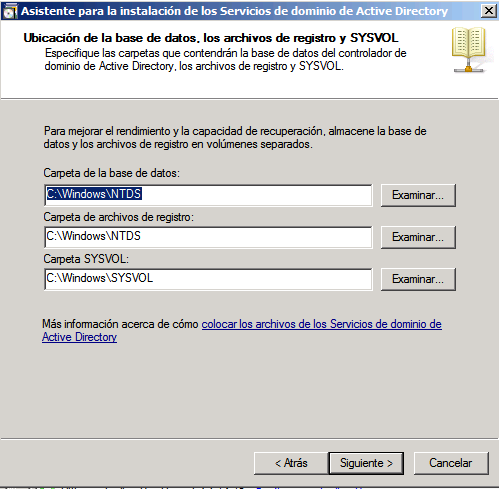 Asistente para la instalación de los Servicios de dominio de Active Directory
Ubicación de la base de datos, los archivos de registro y SYSVOL
Especifique las carpetas que contendrán la base de datos del controlador de
dominio de Active Directory, los archivos de registro y SYSVOL.
Para mejorar el rendimiento y la capacidad de recuperación, almacene la base de
datos y los archivos de registro en volúmenes separados.
Carpeta de la base de datos:
C:\Windows\NTDS
Examinar...
Carpeta de archivos de registro:
C:\Windows\NTDS
Examinar...
Carpeta SYSVOL:
C:\Windows\SYSVOL
Examinar...
Más información acerca de cómo colocar los archivos de los Servicios de dominio de
Active Directory
< Atrás
Siguiente >
Cancelar